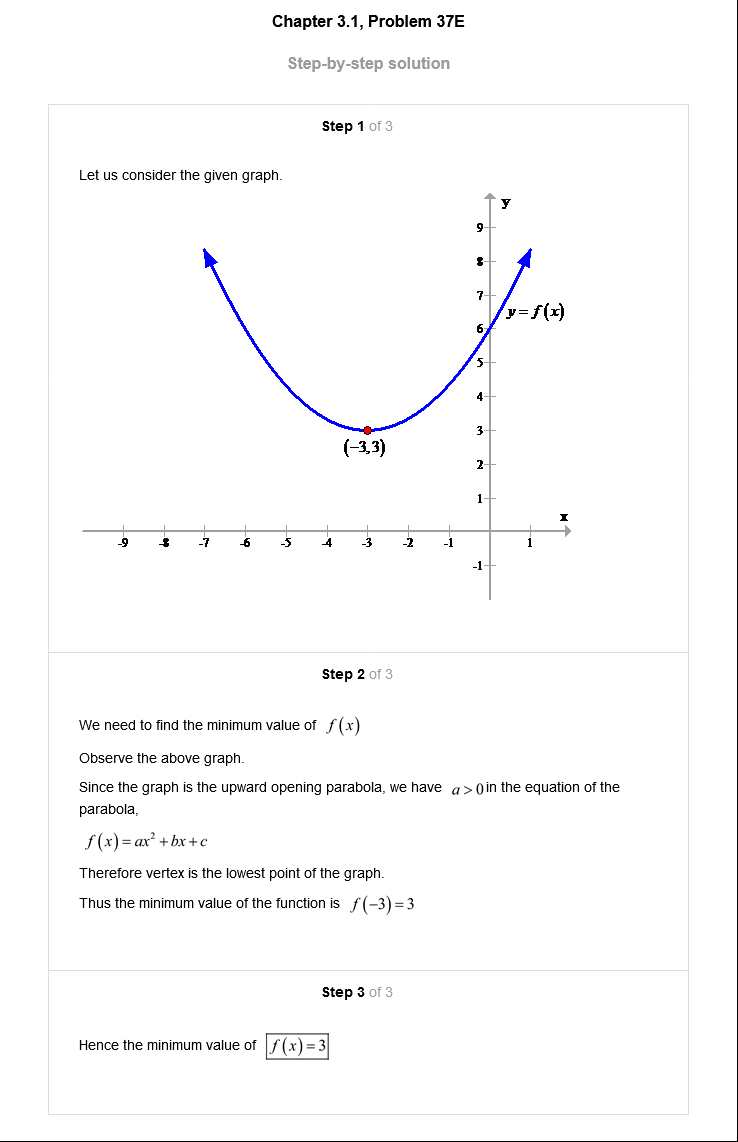 Chapter 3.1, Problem 37E
Step-by-step solution
Step 1 of 3
Let us consider the given graph.
y
9
8
7
y = f(x)
6
5
4
3
(−3,3)
2
1
x
-9 -8 -7 -6 -5 -4 -3 -2 -1 1
-1
Step 2 of 3
We need to find the minimum value of f(x)
Observe the above graph.
Since the graph is the upward opening parabola, we have a > 0 in the equation of the
parabola,
f(x) = ax² + bx + c
Therefore vertex is the lowest point of the graph.
Thus the minimum value of the function is f(−3) = 3
Step 3 of 3
Hence the minimum value of f(x) = 3